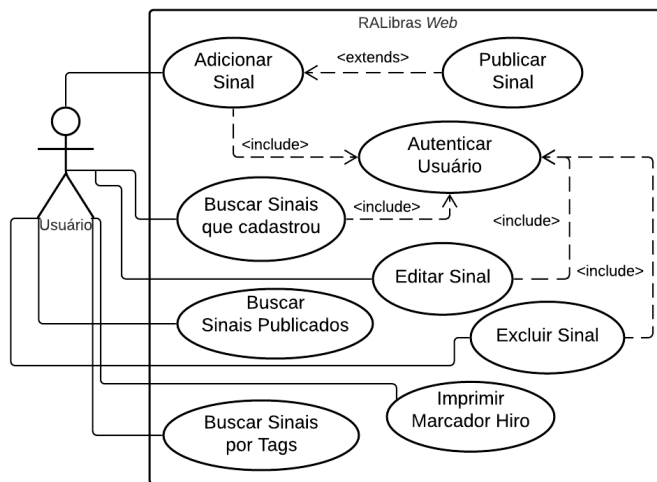 RALibras Web
Adicionar
Sinal
<extends>
Publicar
Sinal
<include>
Autenticar
Usuário
Usuário
Buscar Sinais
que cadastrou
<include>
<include>
Editar Sinal
<include>
Buscar
Sinais Publicados
Excluir Sinal
Imprimir
Marcador Hiro
Buscar Sinais
por Tags